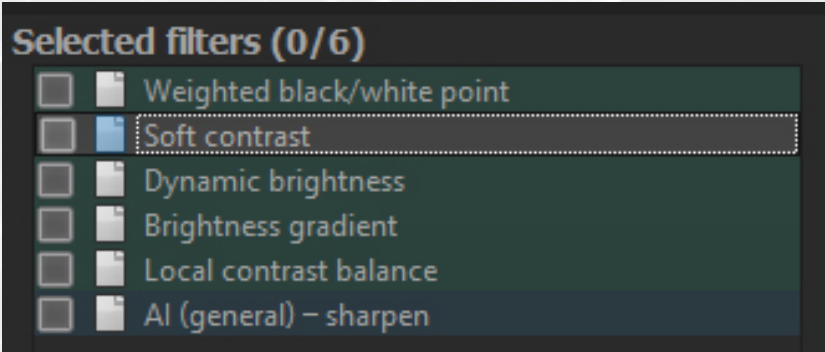 Selected filters (0/6)
Weighted black/white point
Soft contrast
Dynamic brightness
Brightness gradient
Local contrast balance
AI (general) – sharpen